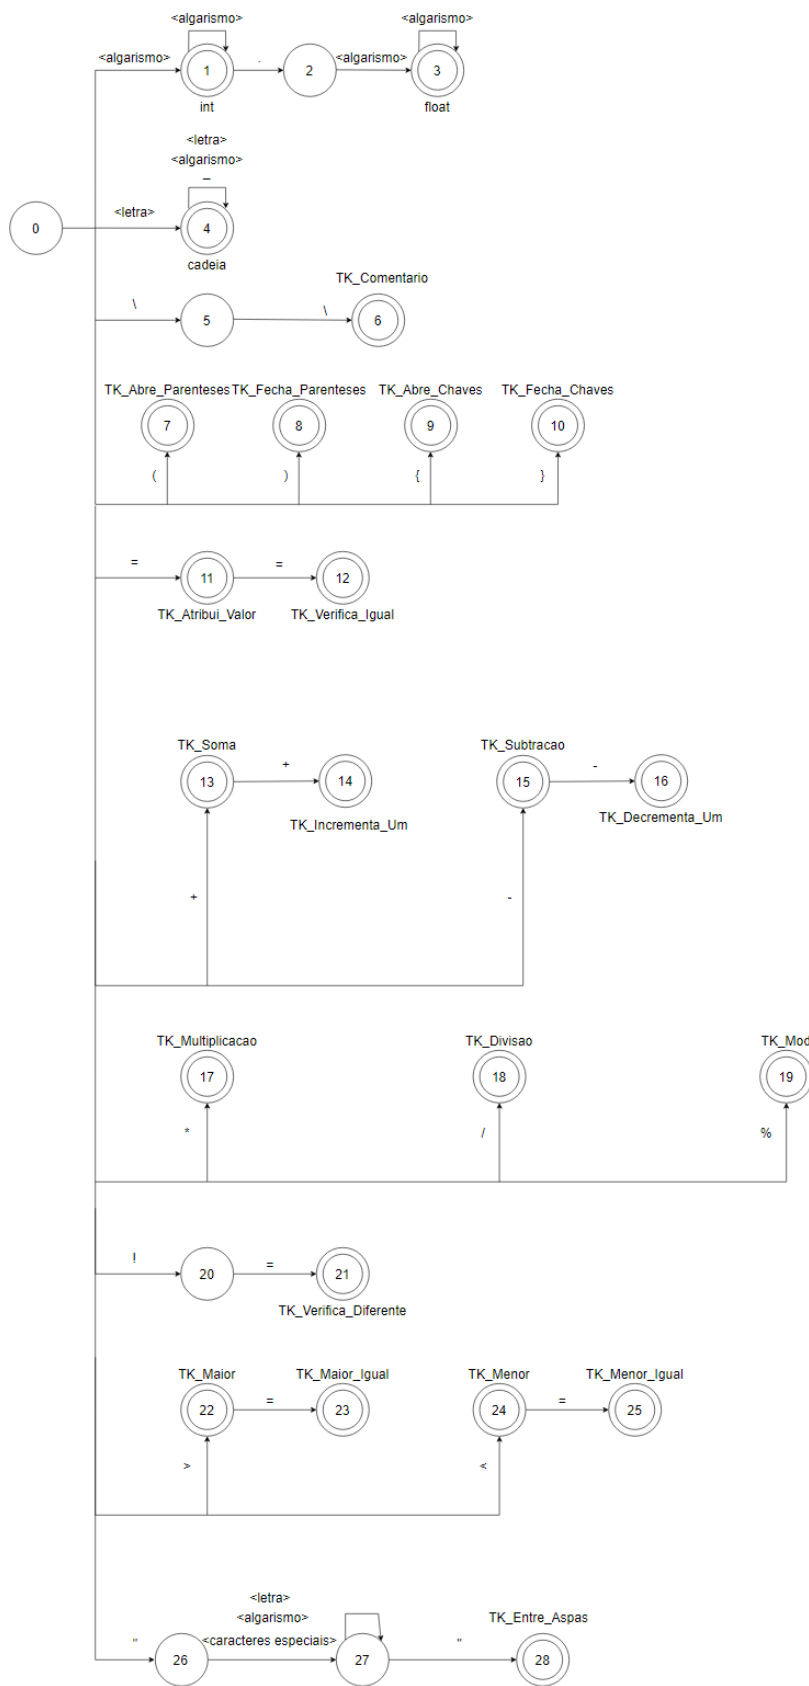 <algarismo> <algarismo>
<algarismo> 1 . 2 <algarismo> 3
int float
<letra>
<algarismo>
_
0 <letra> 4
cadeia
TK_Comentario
\ 5 \ 6
TK_Abre_Parenteses TK_Fecha_Parenteses TK_Abre_Chaves TK_Fecha_Chaves
7 8 9 10
( ) { }
= 11 = 12
TK_Atribui_Valor TK_Verifica_Igual
TK_Soma TK_Subtracao
13 + 14 15 - 16
TK_Incrementa_Um TK_Decrementa_Um
+ -
TK_Multiplicacao TK_Divisao TK_Mod
17 18 19
* / %
! 20 = 21
TK_Verifica_Diferente
TK_Maior TK_Maior_Igual TK_Menor TK_Menor_Igual
22 = 23 24 = 25
> <
<letra>
<algarismo> TK_Entre_Aspas
" <caracteres especiais> "
26 27 28